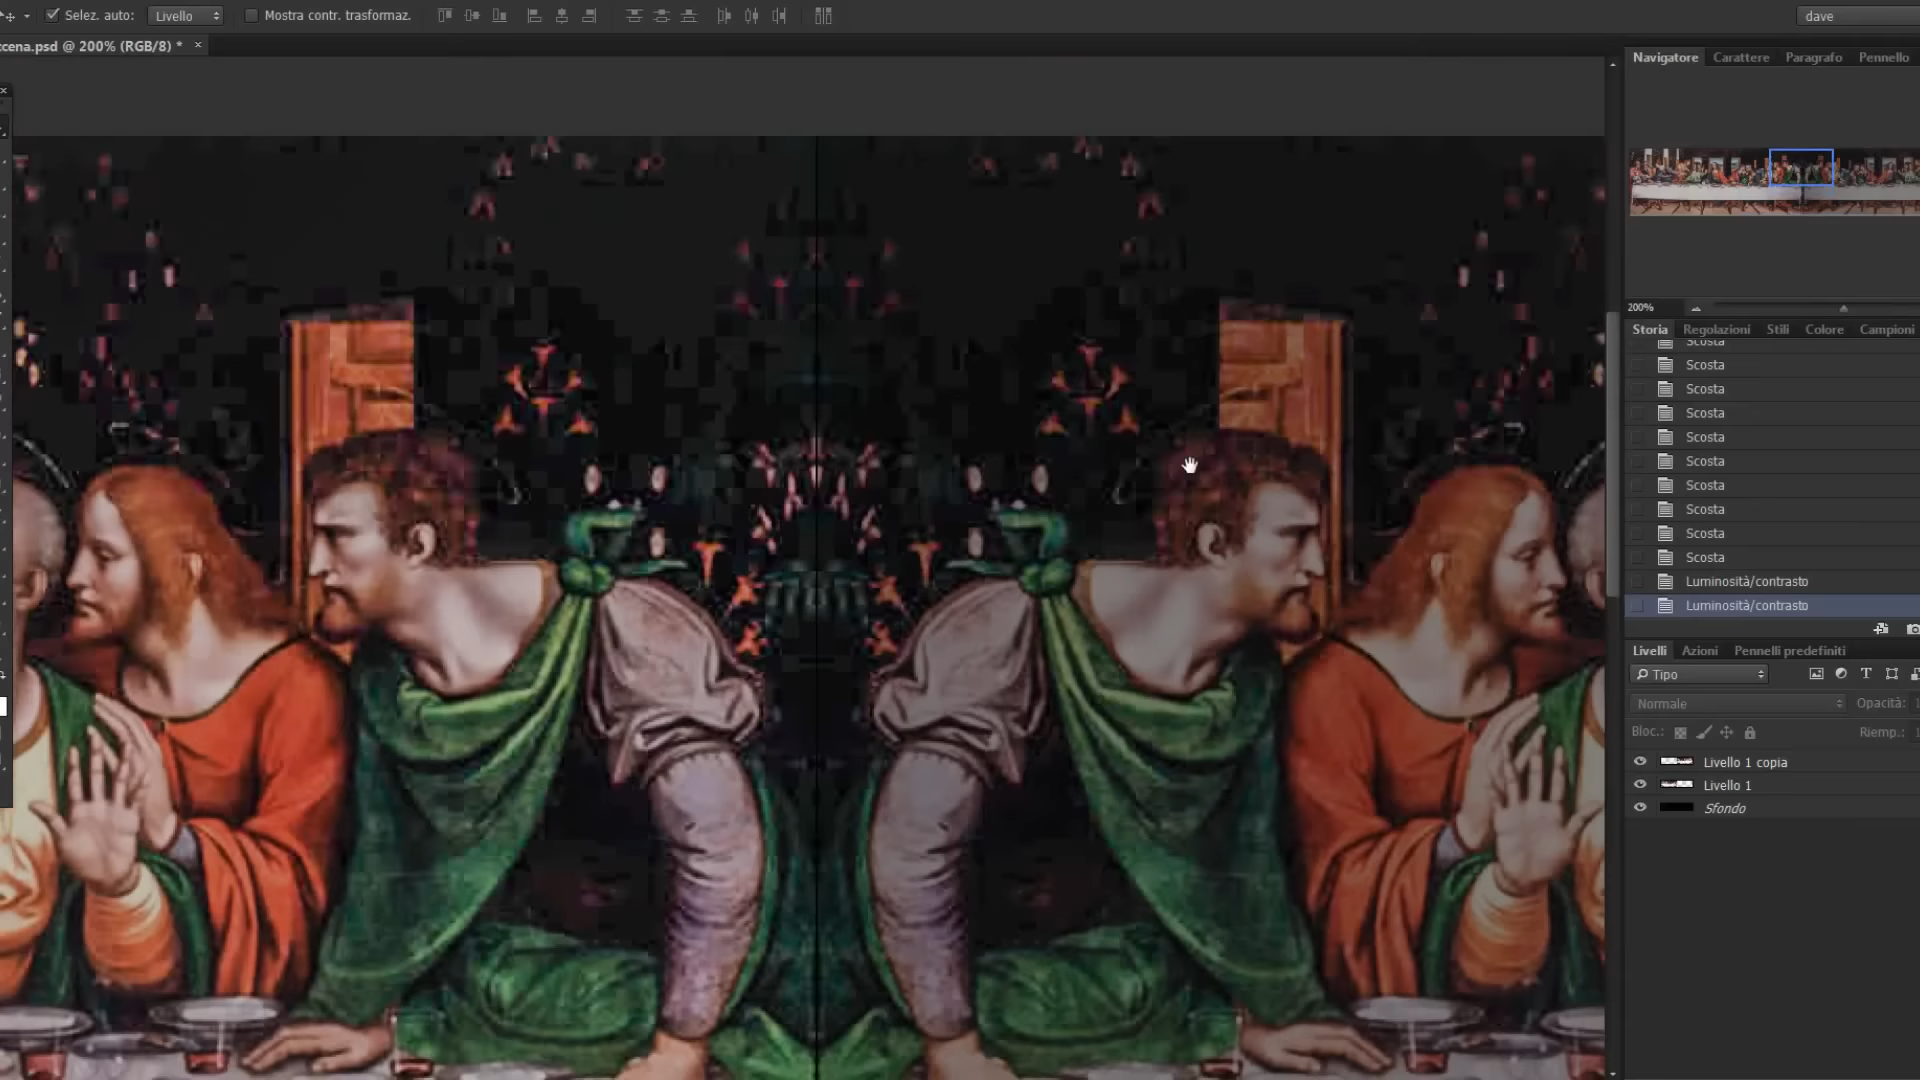 Selez. auto:
Livello
Mostra contr. trasformaz.
dave
cena.psd @ 200% (RGB/8) *
Navigatore
Carattere
Paragrafo
Pennello
200%
Storia
Regolazioni
Stili
Colore
Campioni
Scosta
Scosta
Scosta
Scosta
Scosta
Scosta
Scosta
Scosta
Scosta
Scosta
Luminosità/contrasto
Luminosità/contrasto
Livelli
Azioni
Pennelli predefiniti
Tipo
Normale
Opacità:
Bloc.:
Riemp.:
Livello 1 copia
Livello 1
Sfondo